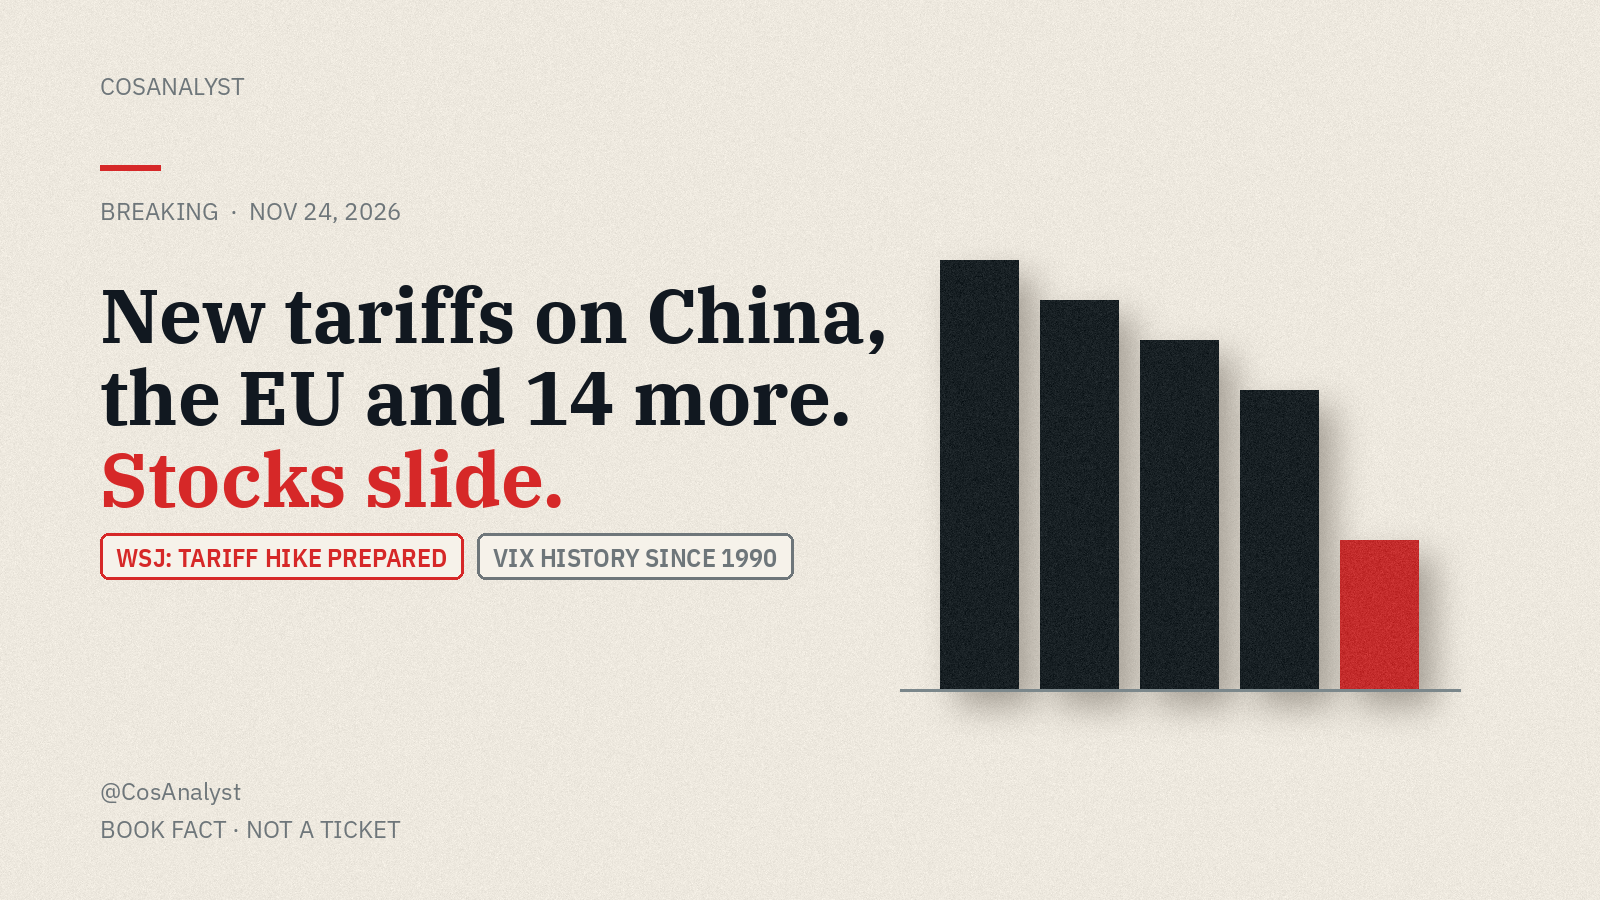 COSANALYST
BREAKING · NOV 24, 2026
New tariffs on China,
the EU and 14 more.
Stocks slide.
WSJ: TARIFF HIKE PREPARED
VIX HISTORY SINCE 1990
@CosAnalyst
BOOK FACT · NOT A TICKET